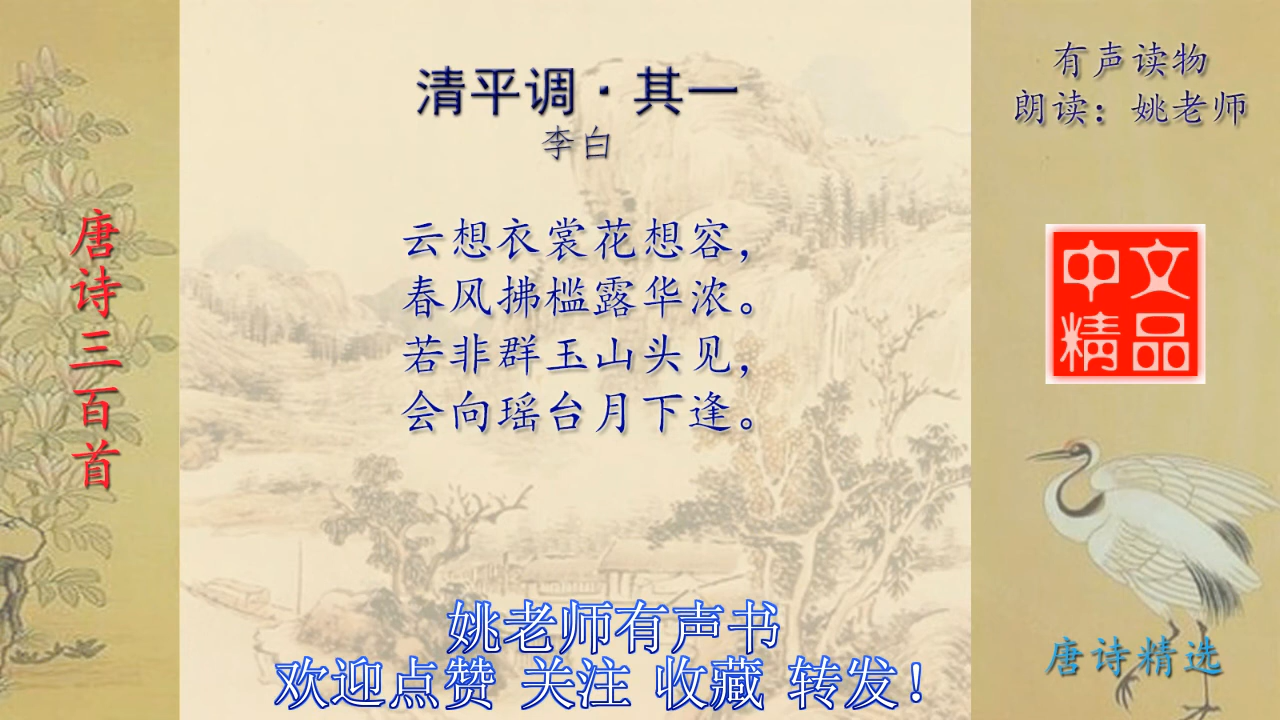 清平调·其一
李白
云想衣裳花想容，
春风拂槛露华浓。
若非群玉山头见，
会向瑶台月下逢。
唐诗三百首
有声读物
朗读：姚老师
中文
精品
唐诗精选
姚老师有声书
欢迎点赞 关注 收藏 转发！